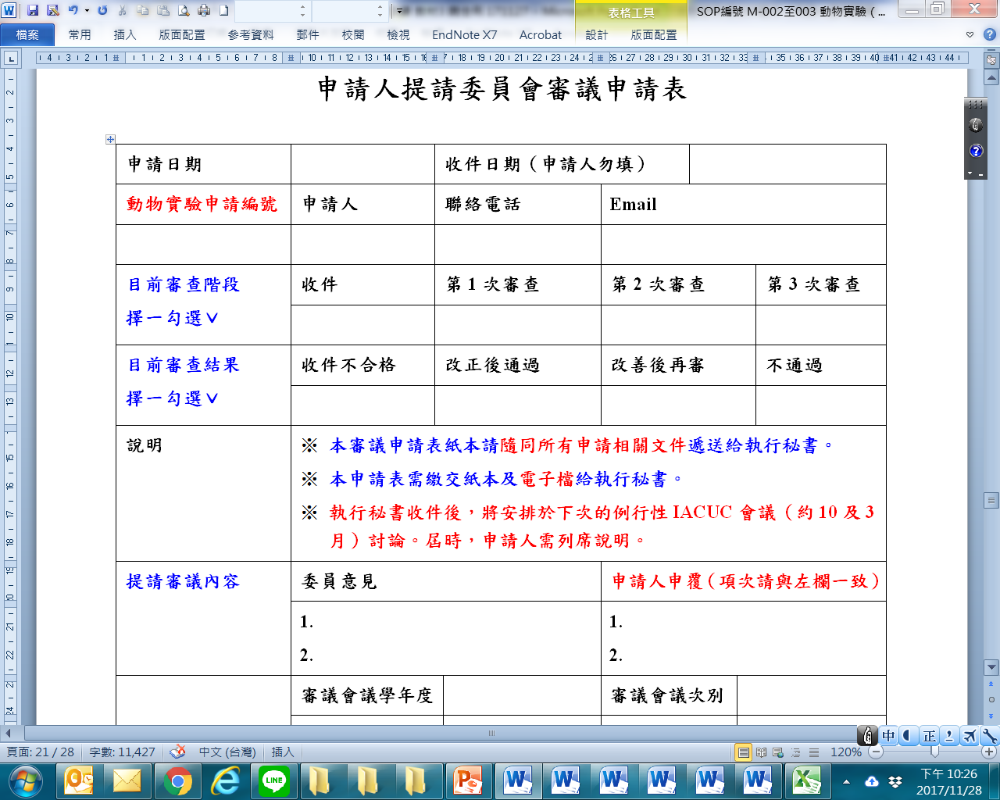 表格工具
SOP編號 M-002至003 動物實驗（...
檔案 常用 插入 版面配置 參考資料 郵件 校閱 檢視 EndNote X7 Acrobat 設計 版面配置
申請人提請委員會審議申請表
申請日期 收件日期（申請人勿填）
動物實驗申請編號 申請人 聯絡電話 Email
目前審查階段 收件 第 1 次審查 第 2 次審查 第 3 次審查
擇一勾選∨
目前審查結果 收件不合格 改正後通過 改善後再審 不通過
擇一勾選∨
說明 ※ 本審議申請表紙本請隨同所有申請相關文件遞送給執行秘書。
※ 本申請表需繳交紙本及電子檔給執行秘書。
※ 執行秘書收件後，將安排於下次的例行性 IACUC 會議（約 10 及 3
月）討論。屆時，申請人需列席說明。
提請審議內容 委員意見 申請人申覆（項次請與左欄一致）
1. 1.
2. 2.
審議會議學年度 審議會議次別
中 正
頁面: 21 / 28 字數: 11,427 中文 (台灣) 插入 120%
LINE
下午 10:26
2017/11/28